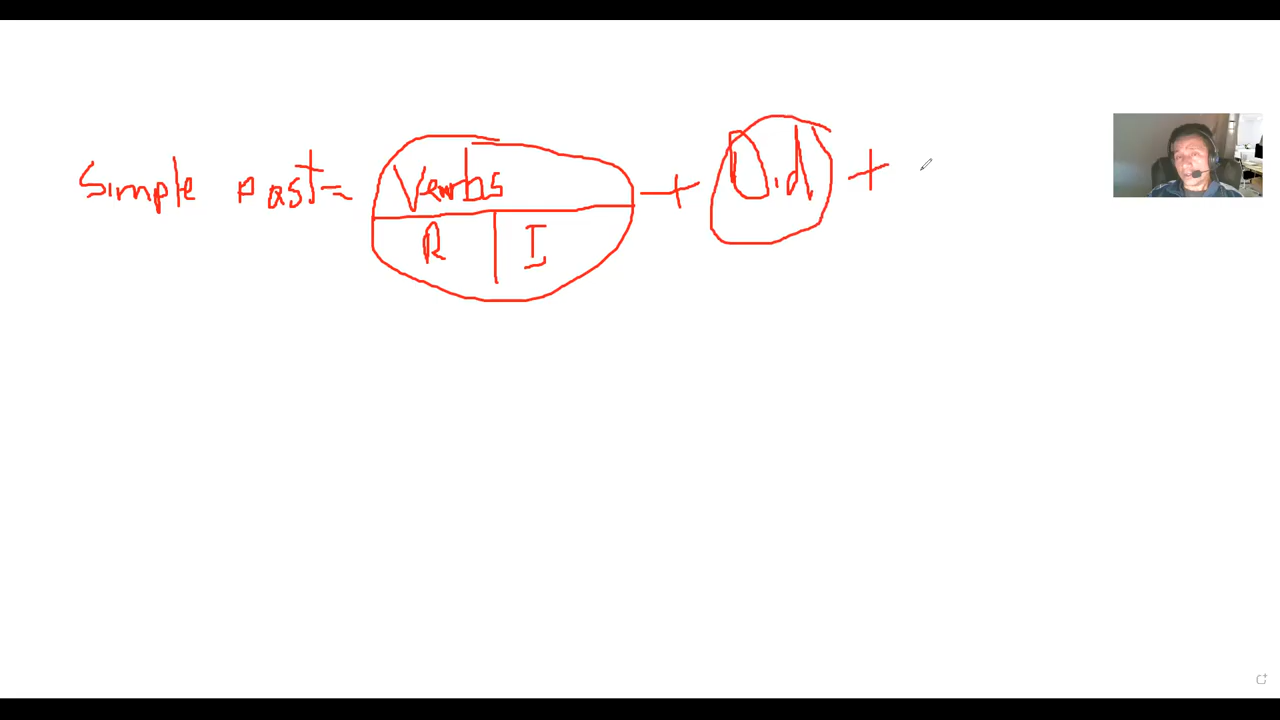 Simple Past = Verbs + Did +
R I